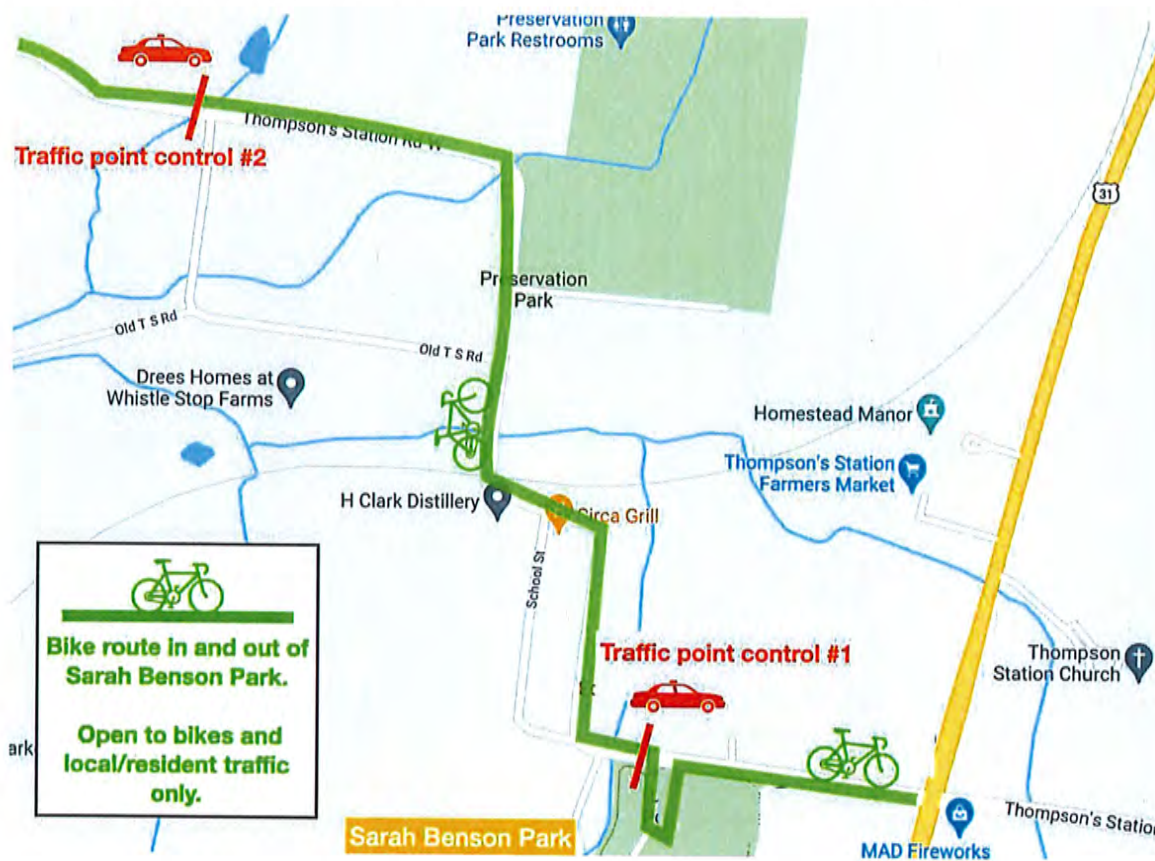 Preservation
Park Restrooms
Traffic point control #2
Thompson's Station Rd W
31
Preservation
Park
Old T S Rd
Old T S Rd
Drees Homes at
Whistle Stop Farms
Homestead Manor
Thompson's Station
Farmers Market
H Clark Distillery
Circa Grill
School St
Bike route in and out of
Sarah Benson Park.
Open to bikes and
local/resident traffic
only.
ark
Traffic point control #1
Thompson
Station Church
Sarah Benson Park
Thompson's Station
MAD Fireworks